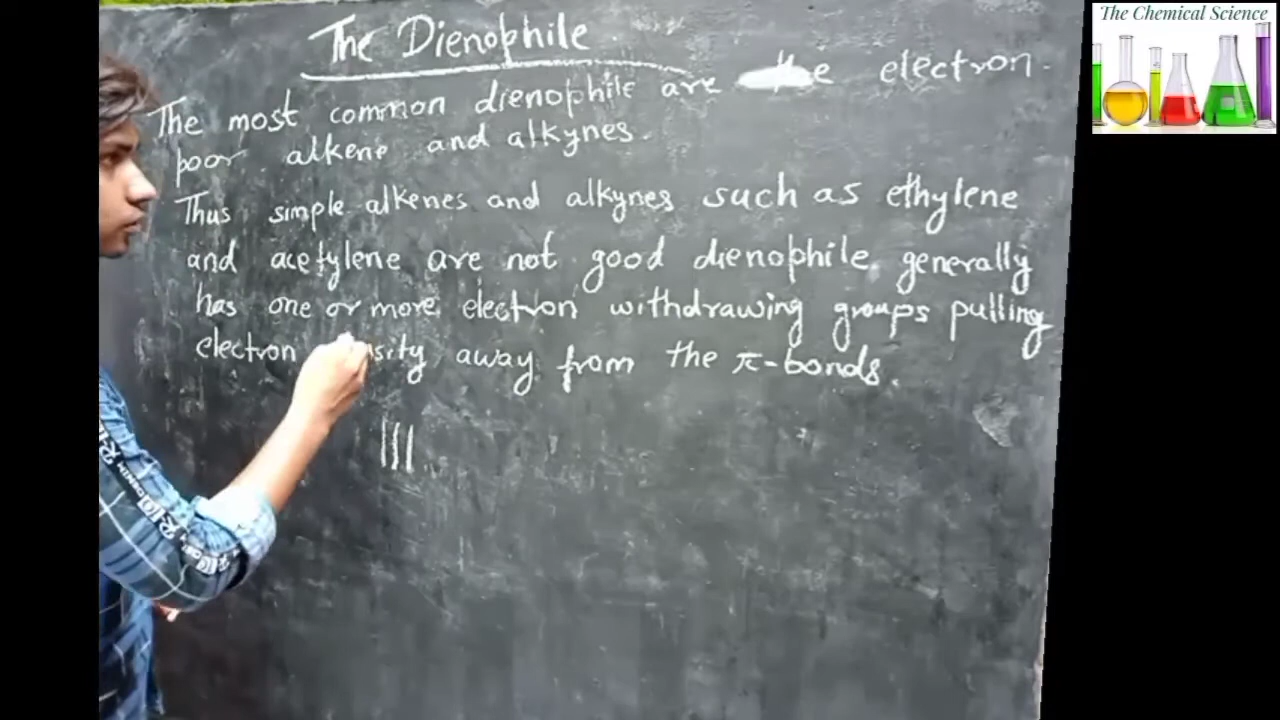 The Chemical Science
The Dienophile
The most common dienophile are the electron
poor alkene and alkynes.
Thus simple alkenes and alkynes such as ethylene
and acetylene are not good dienophile, generally
has one or more electron withdrawing groups pulling
electron away from the π-bonds.